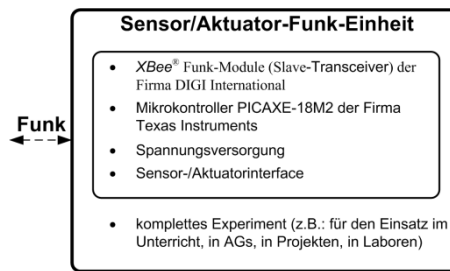 Sensor/Aktuator-Funk-Einheit
• XBee® Funk-Module (Slave-Transceiver) der
Firma DIGI International
• Mikrokontroller PICAXE-18M2 der Firma
Texas Instruments
• Spannungsversorgung
• Sensor-/Aktuatorinterface
Funk
• komplettes Experiment (z.B.: für den Einsatz im
Unterricht, in AGs, in Projekten, in Laboren)